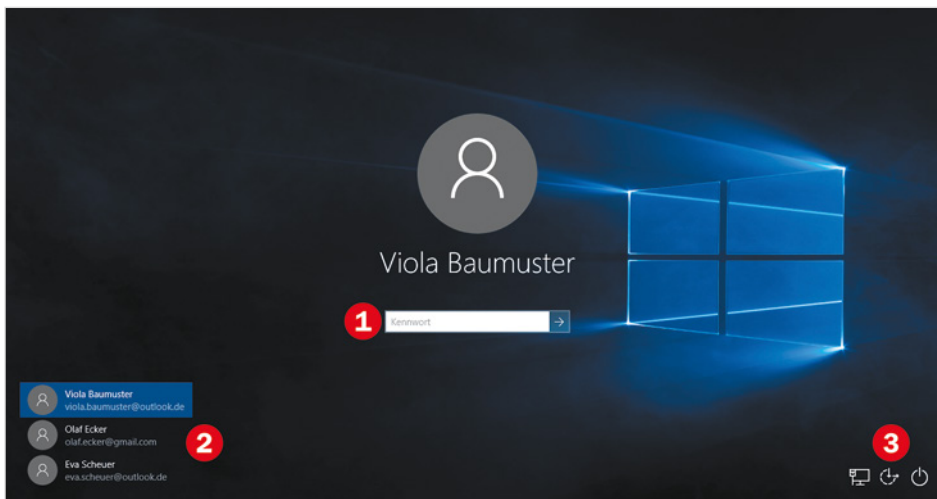 Viola Baumuster
1
Kennwort
Viola Baumuster
viola.baumuster@outlook.de
Olaf Ecker
olaf.ecker@gmail.com
2
Eva Scheuer
eva.scheuer@outlook.de
3